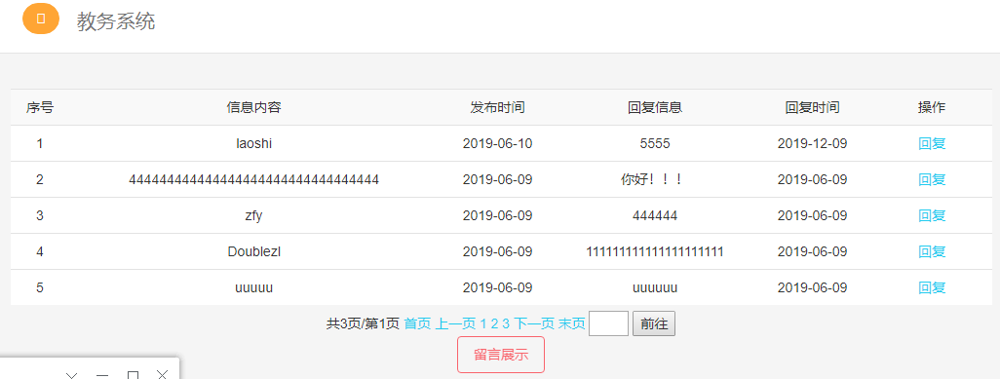 教务系统
序号 信息内容 发布时间 回复信息 回复时间 操作
1 laoshi 2019-06-10 5555 2019-12-09 回复
2 444444444444444444444444444444444 2019-06-09 你好！！！ 2019-06-09 回复
3 zfy 2019-06-09 444444 2019-06-09 回复
4 Doublezl 2019-06-09 111111111111111111111 2019-06-09 回复
5 uuuuu 2019-06-09 uuuuuu 2019-06-09 回复
共3页/第1页 首页 上一页 1 2 3 下一页 末页 前往
留言展示